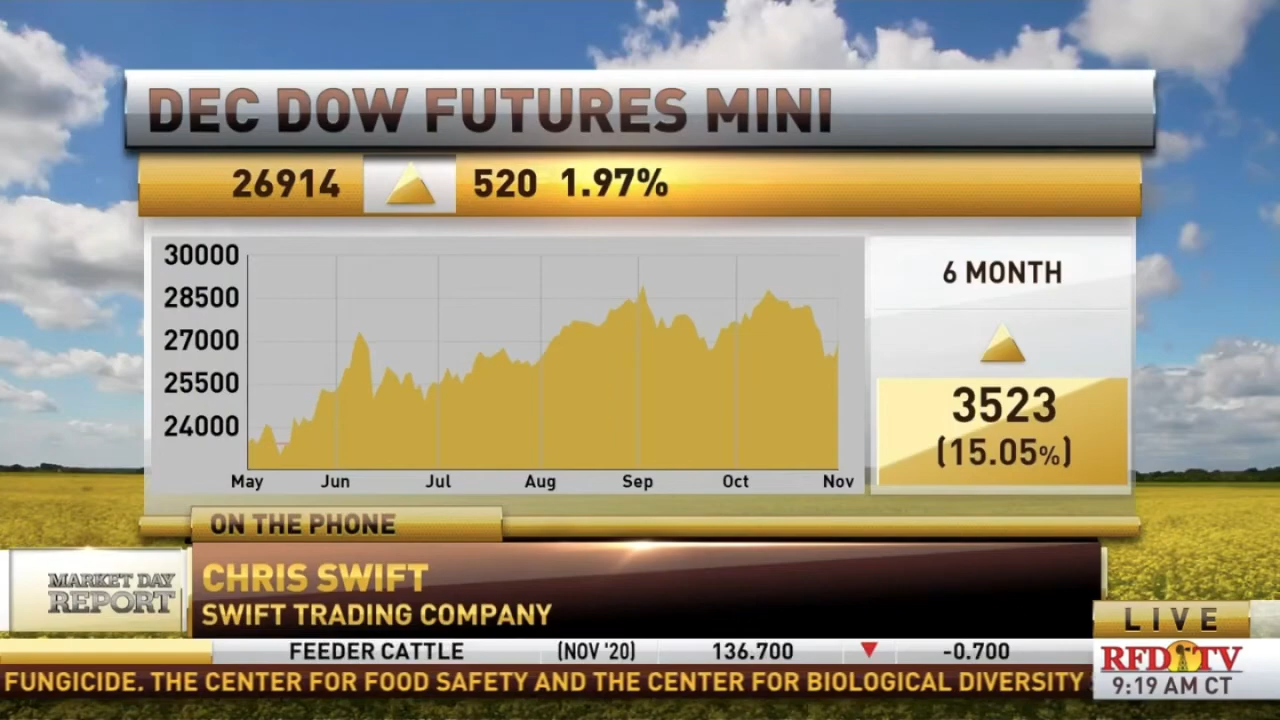 DEC DOW FUTURES MINI
26914 520 1.97%
30000
28500
27000
25500
24000
May Jun Jul Aug Sep Oct Nov
6 MONTH
3523
(15.05%)
ON THE PHONE
MARKET DAY
REPORT
CHRIS SWIFT
SWIFT TRADING COMPANY
LIVE
FEEDER CATTLE (NOV '20) 136.700 -0.700
RFD TV
FUNGICIDE. THE CENTER FOR FOOD SAFETY AND THE CENTER FOR BIOLOGICAL DIVERSITY
9:19 AM CT